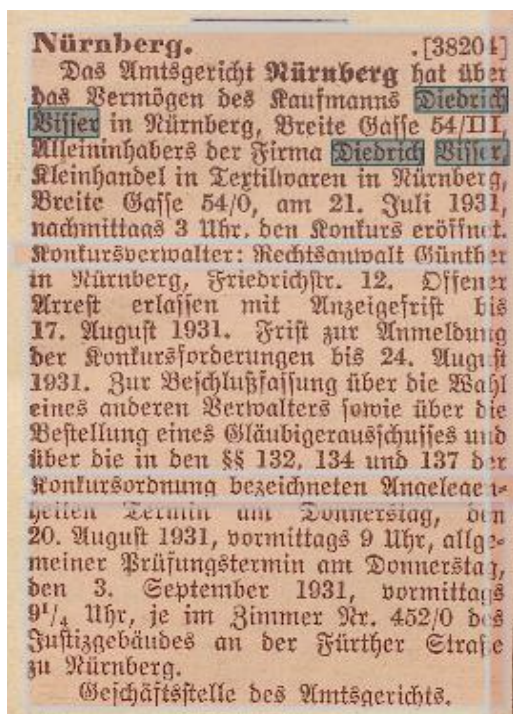 Nürnberg. .[38204]
Das Amtsgericht Nürnberg hat über
das Vermögen des Kaufmanns Diedrich
Visser in Nürnberg, Breite Gasse 54/III,
Alleininhabers der Firma Diedrich Visser,
Kleinhandel in Textilwaren in Nürnberg,
Breite Gasse 54/0, am 21. Juli 1931,
nachmittags 3 Uhr, den Konkurs eröffnet.
Konkursverwalter: Rechtsanwalt Günther
in Nürnberg, Friedrichstr. 12. Offener
Arrest erlassen mit Anzeigefrist bis
17. August 1931. Frist zur Anmeldung
der Konkursforderungen bis 24. August
1931. Zur Beschlußfassung über die Wahl
eines anderen Verwalters sowie über die
Bestellung eines Gläubigerausschusses und
über die in den §§ 132, 134 und 137 der
Konkursordnung bezeichneten Angelegen-
heiten Termin am Donnerstag, den
20. August 1931, vormittags 9 Uhr, allge-
meiner Prüfungstermin am Donnerstag,
den 3. September 1931, vormittags
9¹/₄ Uhr, je im Zimmer Nr. 452/0 des
Justizgebäudes an der Fürther Straße
zu Nürnberg.
Geschäftsstelle des Amtsgerichts.